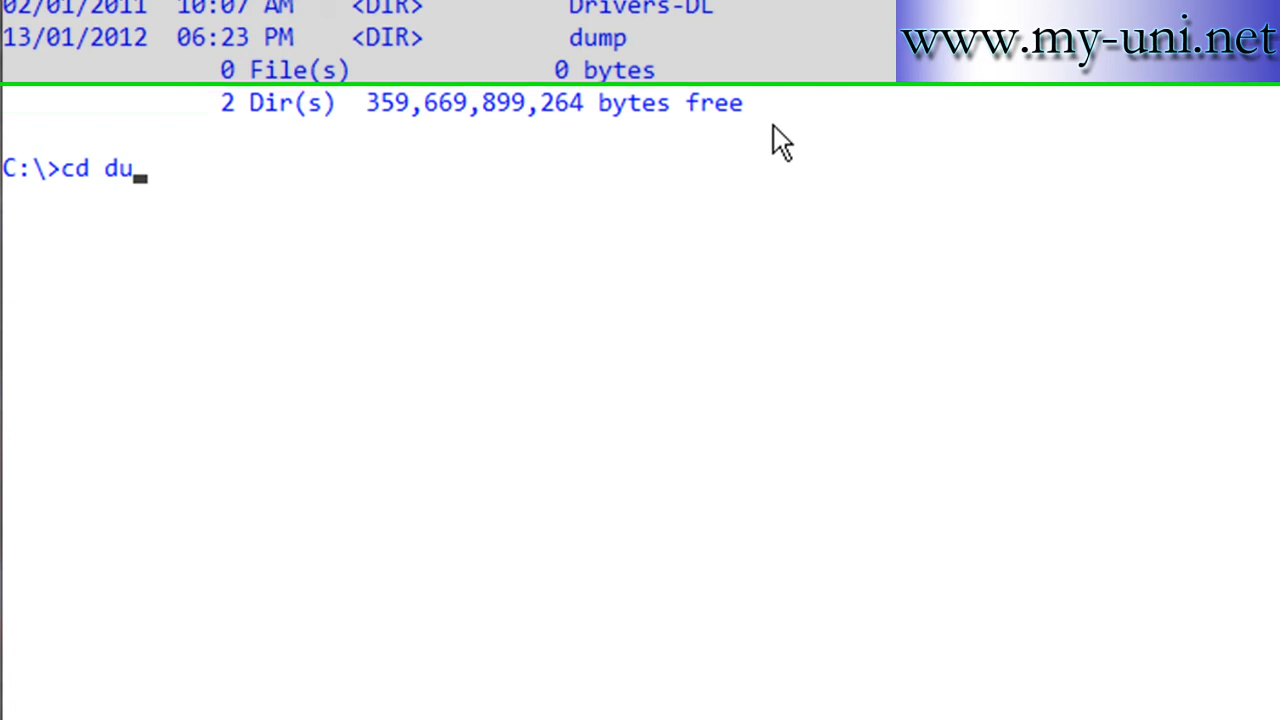 02/01/2011  10:07 AM    <DIR>          Drivers-DL
13/01/2012  06:23 PM    <DIR>          dump
               0 File(s)              0 bytes
               2 Dir(s)  359,669,899,264 bytes free
C:\>cd du
www.my-uni.net